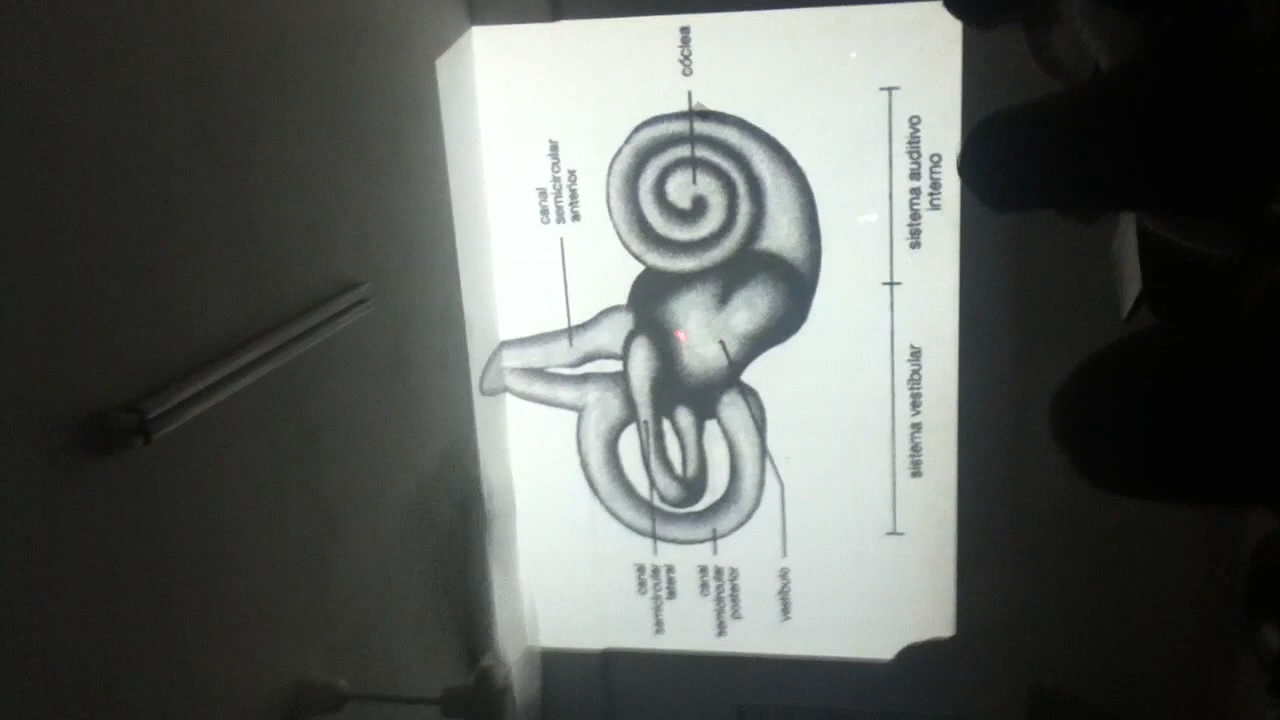 canal
semicircular
anterior
cóclea
canal
semicircular
lateral
canal
semicircular
posterior
vestíbulo
sistema vestibular
sistema auditivo
interno